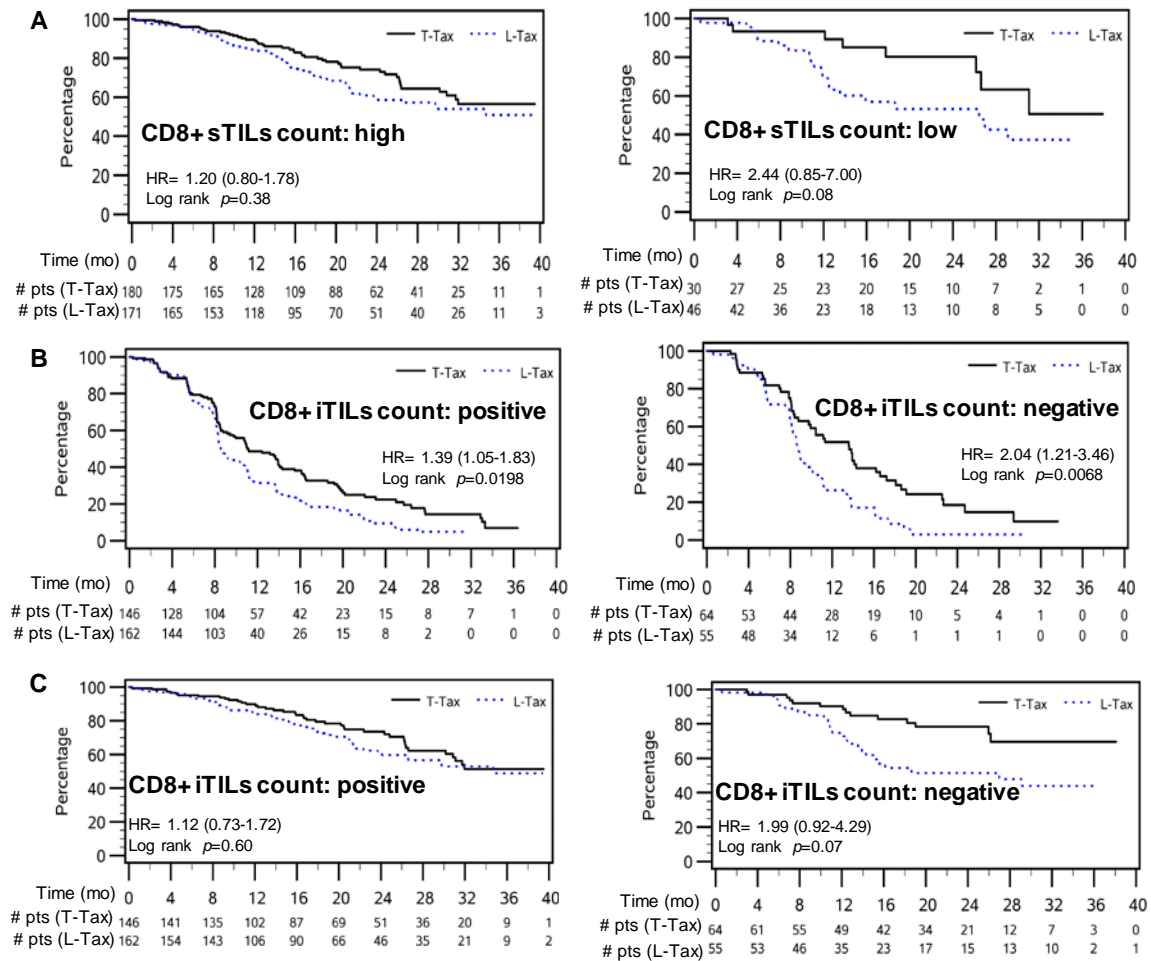 A
100
80
60
40
20
0
Percentage
T-Tax L-Tax
CD8+ sTILs count: high
HR= 1.20 (0.80-1.78)
Log rank p=0.38
Time (mo) 0 4 8 12 16 20 24 28 32 36 40
# pts (T-Tax) 180 175 165 128 109 88 62 41 25 11 1
# pts (L-Tax) 171 165 153 118 95 70 51 40 26 11 3
100
80
60
40
20
0
Percentage
T-Tax L-Tax
CD8+ sTILs count: low
HR= 2.44 (0.85-7.00)
Log rank p=0.08
Time (mo) 0 4 8 12 16 20 24 28 32 36 40
# pts (T-Tax) 30 27 25 23 20 15 10 7 2 1 0
# pts (L-Tax) 46 42 36 23 18 13 10 8 5 0 0
B
100
80
60
40
20
0
Percentage
T-Tax L-Tax
CD8+ iTILs count: positive
HR= 1.39 (1.05-1.83)
Log rank p=0.0198
Time (mo) 0 4 8 12 16 20 24 28 32 36 40
# pts (T-Tax) 146 128 104 57 42 23 15 8 7 1 0
# pts (L-Tax) 162 144 103 40 26 15 8 2 0 0 0
100
80
60
40
20
0
Percentage
T-Tax L-Tax
CD8+ iTILs count: negative
HR= 2.04 (1.21-3.46)
Log rank p=0.0068
Time (mo) 0 4 8 12 16 20 24 28 32 36 40
# pts (T-Tax) 64 53 44 28 19 10 5 4 1 0 0
# pts (L-Tax) 55 48 34 12 6 1 1 1 0 0 0
C
100
80
60
40
20
0
Percentage
T-Tax L-Tax
CD8+ iTILs count: positive
HR= 1.12 (0.73-1.72)
Log rank p=0.60
Time (mo) 0 4 8 12 16 20 24 28 32 36 40
# pts (T-Tax) 146 141 135 102 87 69 51 36 20 9 1
# pts (L-Tax) 162 154 143 106 90 66 46 35 21 9 2
100
80
60
40
20
0
Percentage
T-Tax L-Tax
CD8+ iTILs count: negative
HR= 1.99 (0.92-4.29)
Log rank p=0.07
Time (mo) 0 4 8 12 16 20 24 28 32 36 40
# pts (T-Tax) 64 61 55 49 42 34 21 12 7 3 0
# pts (L-Tax) 55 53 46 35 23 17 15 13 10 2 1